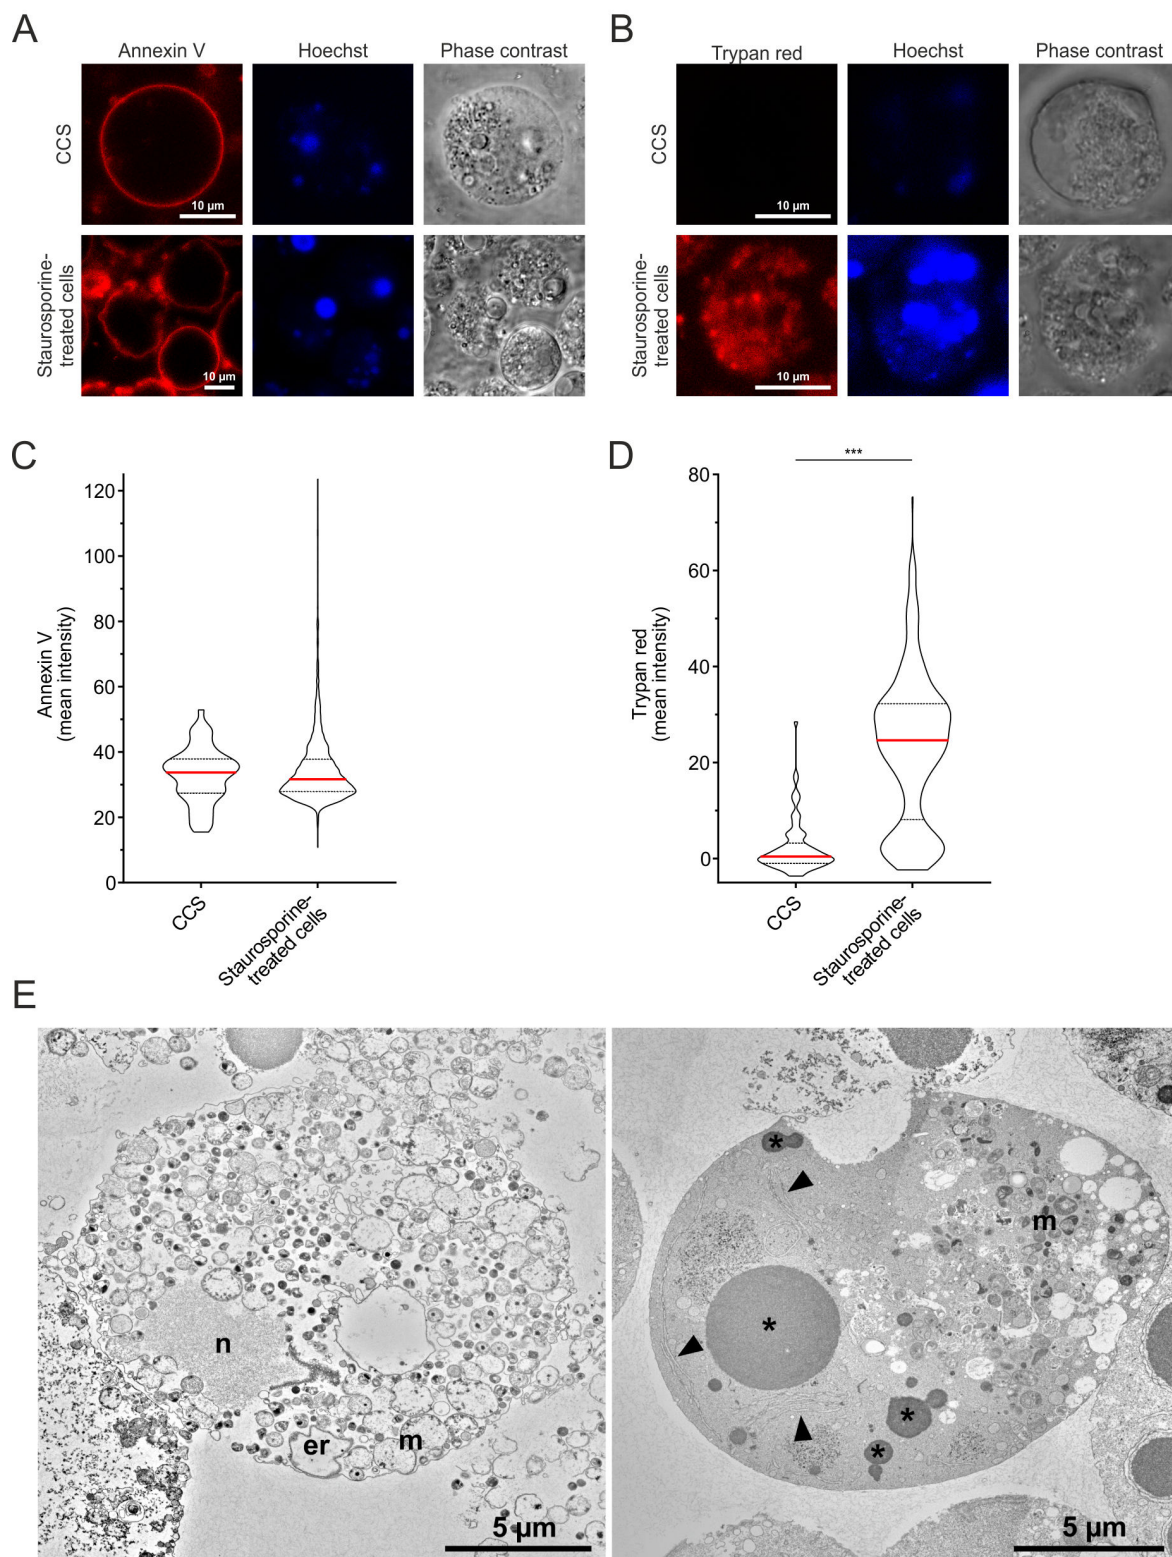 A
Annexin V
Hoechst
Phase contrast
CCS
10 µm
Staurosporine-
treated cells
10 µm
B
Trypan red
Hoechst
Phase contrast
CCS
10 µm
Staurosporine-
treated cells
10 µm
C
120
100
80
60
40
20
0
Annexin V
(mean intensity)
CCS
Staurosporine-
treated cells
D
***
80
60
40
20
0
Trypan red
(mean intensity)
CCS
Staurosporine-
treated cells
E
n
er
m
5 µm
*
m
*
*
*
5 µm